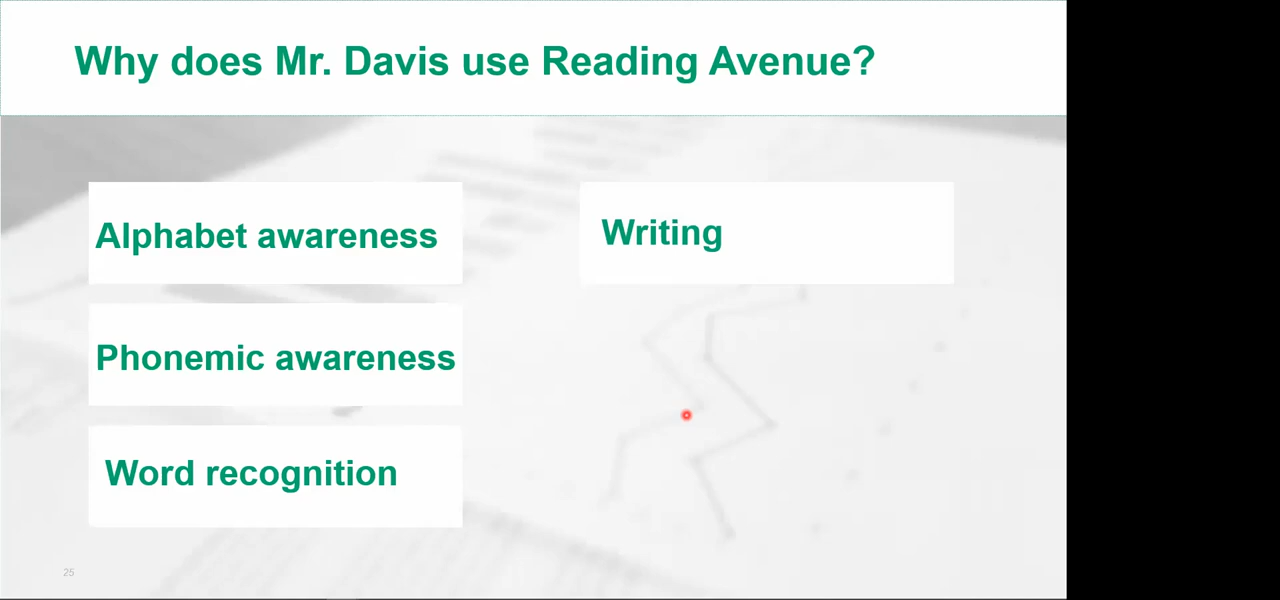 Why does Mr. Davis use Reading Avenue?
Alphabet awareness
Phonemic awareness
Word recognition
Writing
25